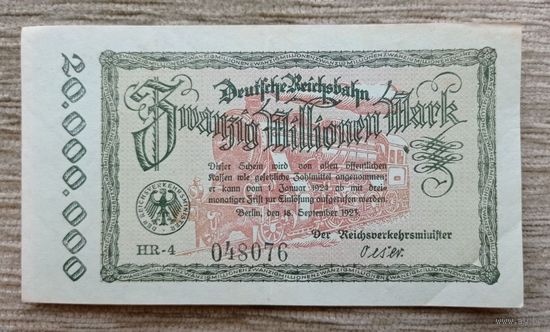 20.000.000
Deutsche Reichsbahn
Zwanzig Millionen Mark
Dieser Schein wird von allen öffentlichen
Kassen wie gesetzliche Zahlmittel angenommen;
er kann vom 1. Januar 1924 ab mit drei-
monatiger Frist zur Einlösung aufgerufen werden.
Berlin, den 18. September 1923.
Der Reichsverkehrsminister
Oeser.
HR-4 048076